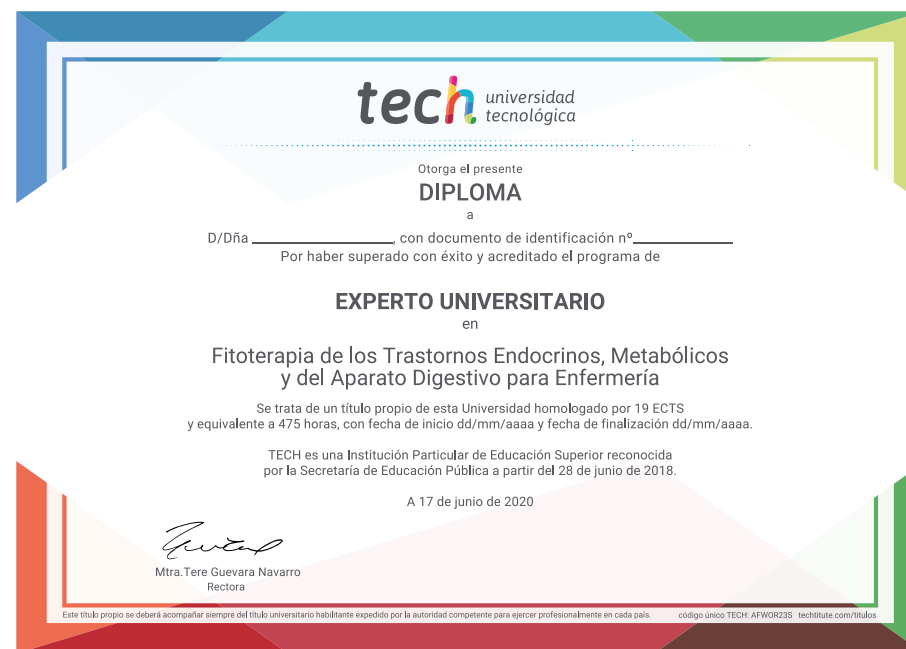 tech universidad
tecnológica
Otorga el presente
DIPLOMA
a
D/Dña ____________________, con documento de identificación nº______________
Por haber superado con éxito y acreditado el programa de
EXPERTO UNIVERSITARIO
en
Fitoterapia de los Trastornos Endocrinos, Metabólicos
y del Aparato Digestivo para Enfermería
Se trata de un título propio de esta Universidad homologado por 19 ECTS
y equivalente a 475 horas, con fecha de inicio dd/mm/aaaa y fecha de finalización dd/mm/aaaa.
TECH es una Institución Particular de Educación Superior reconocida
por la Secretaría de Educación Pública a partir del 28 de junio de 2018.
A 17 de junio de 2020
Mtra.Tere Guevara Navarro
Rectora
Este título propio se deberá acompañar siempre del título universitario habilitante expedido por la autoridad competente para ejercer profesionalmente en cada país. código único TECH: AFWOR23S techtitute.com/titulos